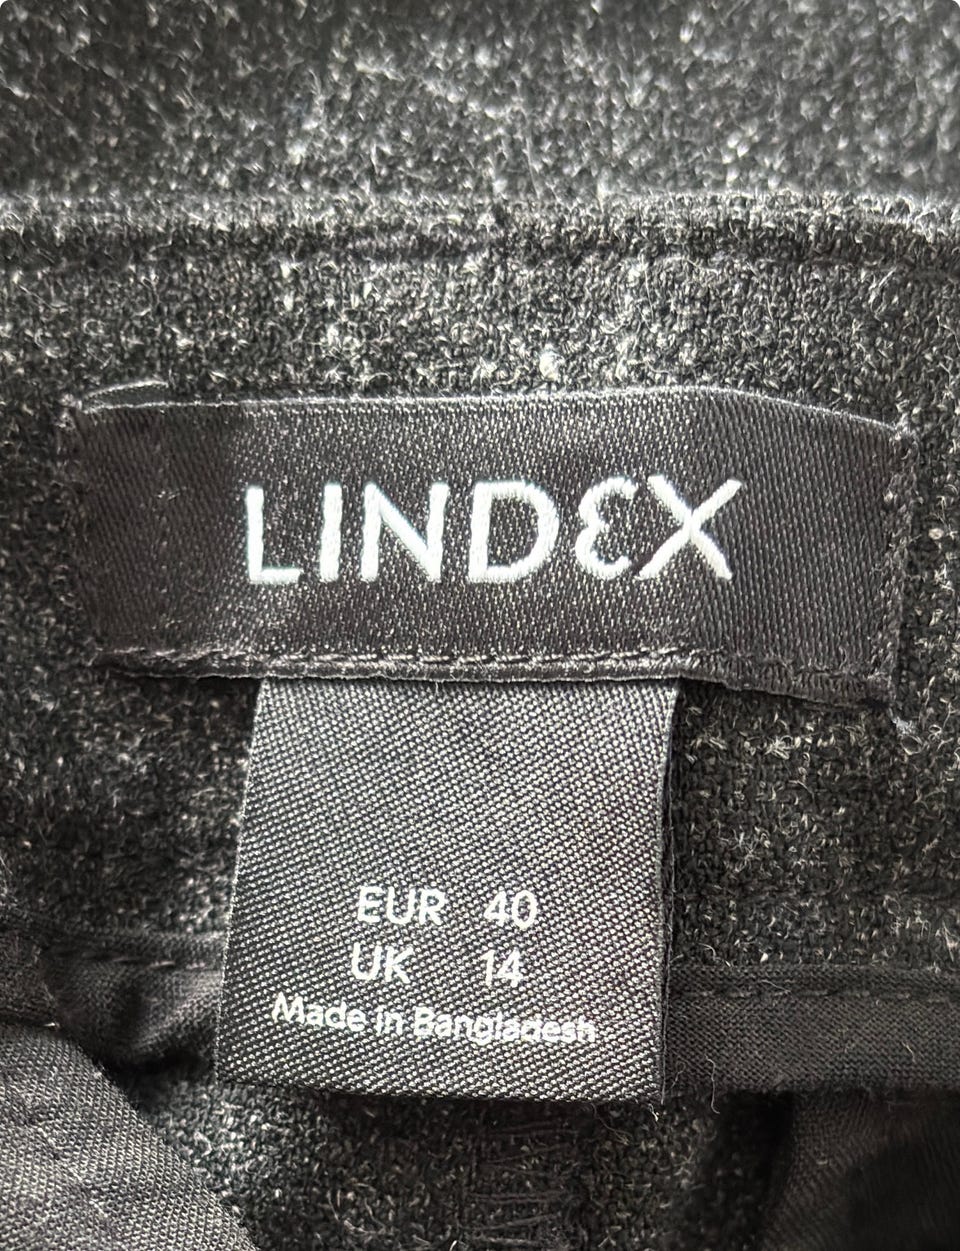 LINDEX
EUR 40
UK 14
Made in Bangladesh